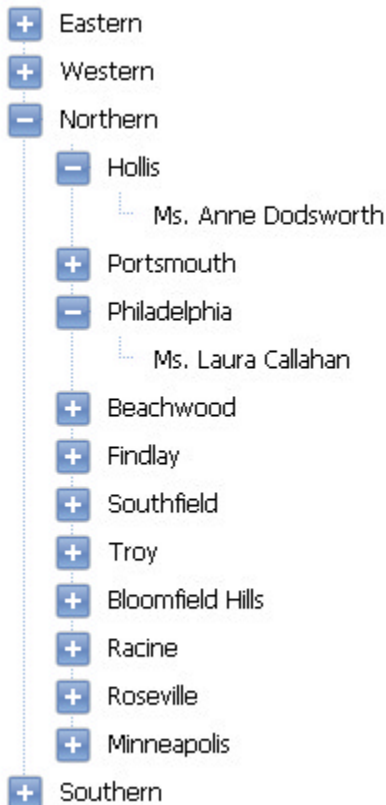 Eastern
Western
Northern
Hollis
Ms. Anne Dodsworth
Portsmouth
Philadelphia
Ms. Laura Callahan
Beachwood
Findlay
Southfield
Troy
Bloomfield Hills
Racine
Roseville
Minneapolis
Southern